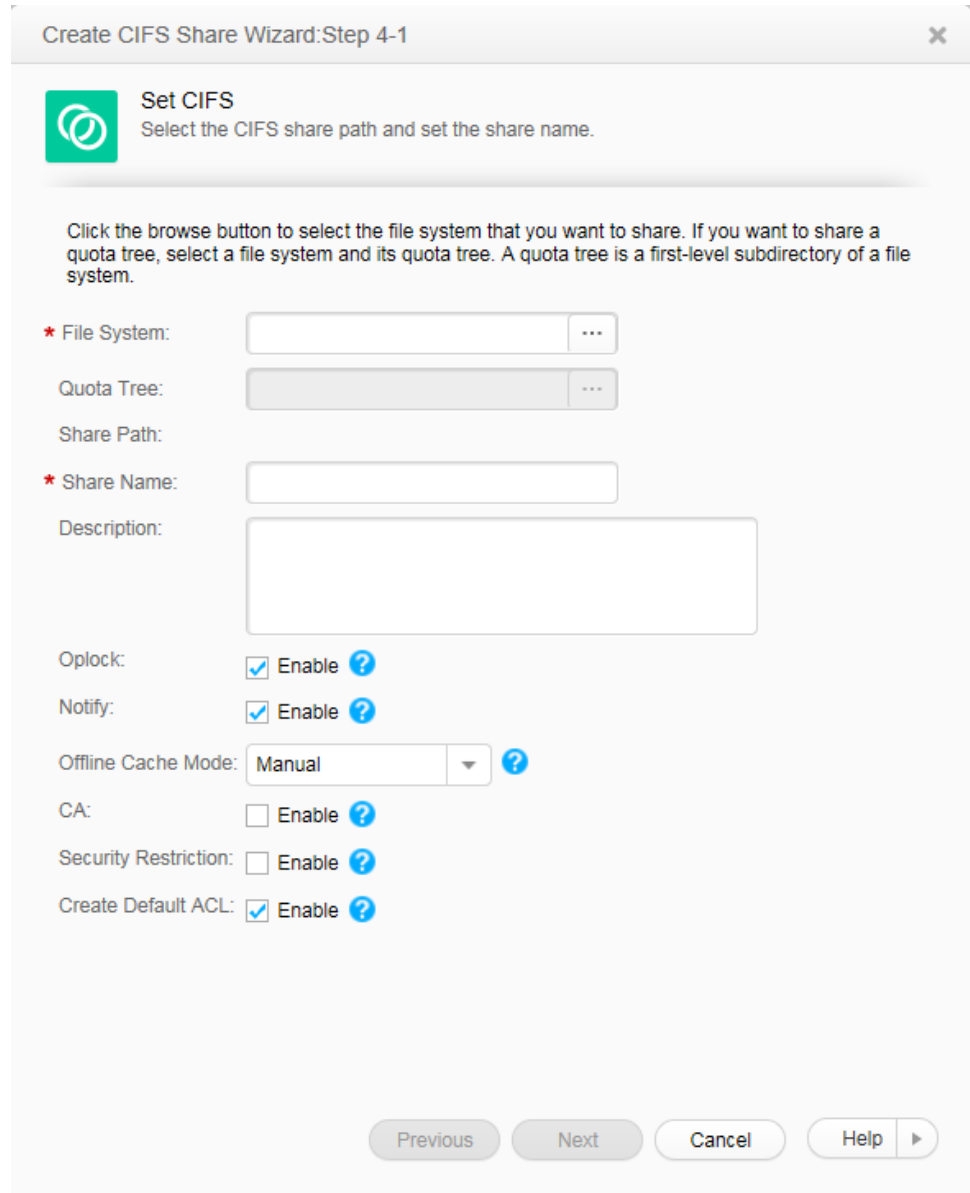 Create CIFS Share Wizard:Step 4-1
Set CIFS
Select the CIFS share path and set the share name.
Click the browse button to select the file system that you want to share. If you want to share a
quota tree, select a file system and its quota tree. A quota tree is a first-level subdirectory of a file
system.
* File System:
Quota Tree:
Share Path:
* Share Name:
Description:
Oplock: Enable ?
Notify: Enable ?
Offline Cache Mode: Manual ?
CA: Enable ?
Security Restriction: Enable ?
Create Default ACL: Enable ?
Previous Next Cancel Help